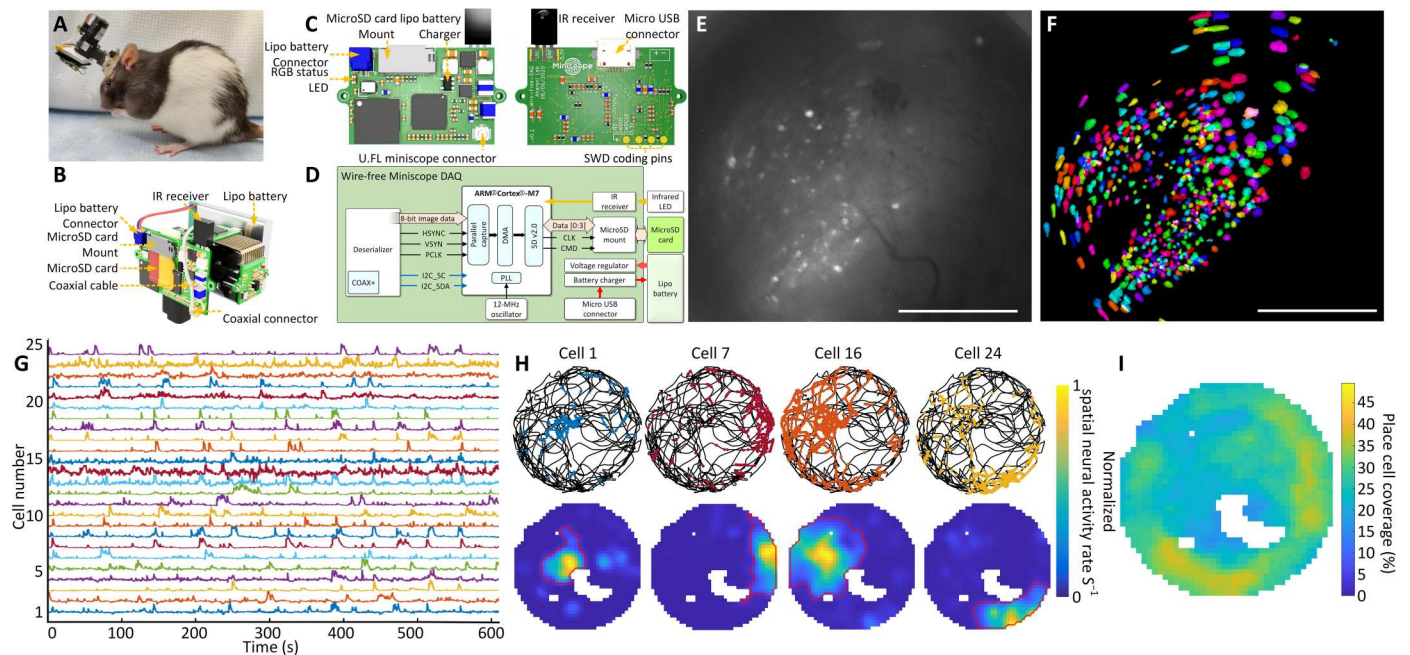 A
B
IR receiver
Lipo battery
Lipo battery
Connector
MicroSD card
Mount
MicroSD card
Coaxial cable
Coaxial connector
C
MicroSD card lipo battery
Mount
Charger
Lipo battery
Connector
RGB status
LED
U.FL miniscope connector
IR receiver
Micro USB
connector
Miniscope
SWD coding pins
D
Wire-free Miniscope DAQ
ARM®Cortex®-M7
Deserializer
COAX+
8-bit image data
HSYNC
VSYN
PCLK
I2C_SC
I2C_SDA
Parallel
capture
DMA
SD v2.0
PLL
12-MHz
oscillator
Data [0:3]
CLK
CMD
IR
receiver
Infrared
LED
MicroSD
mount
MicroSD
card
Voltage regulator
Battery charger
Lipo
battery
Micro USB
connector
E
F
G
Cell number
25
20
15
10
5
1
0 100 200 300 400 500 600
Time (s)
H
Cell 1 Cell 7 Cell 16 Cell 24
1
0
Normalized
spatial neural activity rate S⁻¹
I
45
40
35
30
25
20
15
10
5
0
Place cell coverage (%)